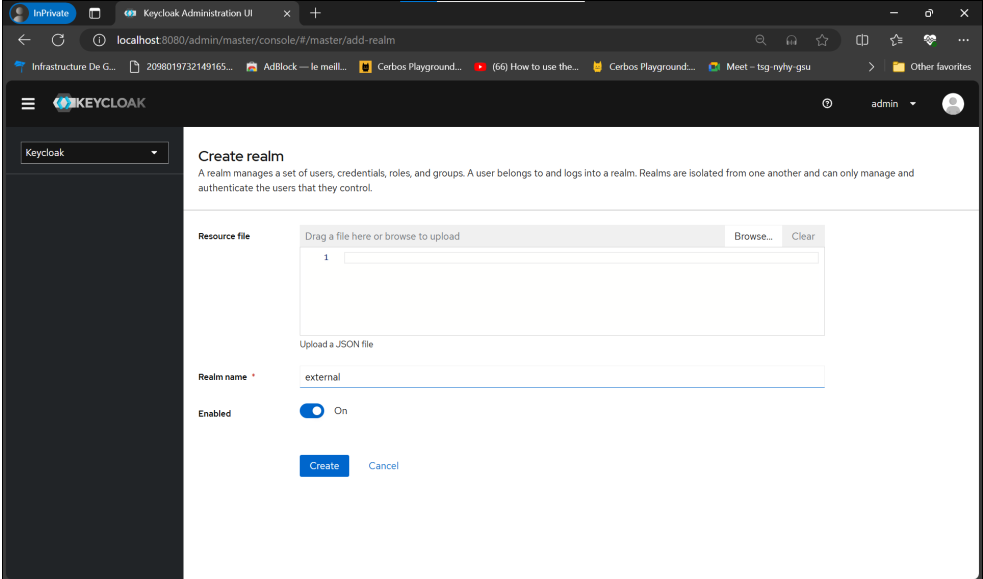 InPrivate
Keycloak Administration UI
localhost:8080/admin/master/console/#/master/add-realm
Infrastructure De G...
2098019732149165...
AdBlock — le meill...
Cerbos Playground...
(66) How to use the...
Cerbos Playground:...
Meet – tsg-nyhy-gsu
Other favorites
KEYCLOAK
admin
Keycloak
Create realm
A realm manages a set of users, credentials, roles, and groups. A user belongs to and logs into a realm. Realms are isolated from one another and can only manage and
authenticate the users that they control.
Resource file
Drag a file here or browse to upload
Browse...
Clear
1
Upload a JSON file
Realm name *
external
Enabled
On
Create
Cancel